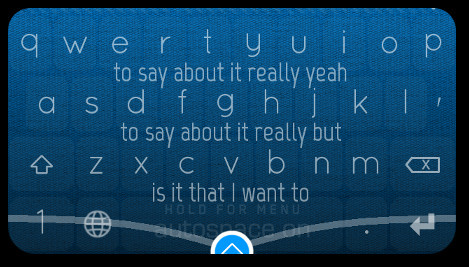 q w e r t y u i o p
to say about it really yeah
a s d f g h j k l '
to say about it really but
z x c v b n m x
is it that I want to
HOLD FOR MENU
1 autospace on .